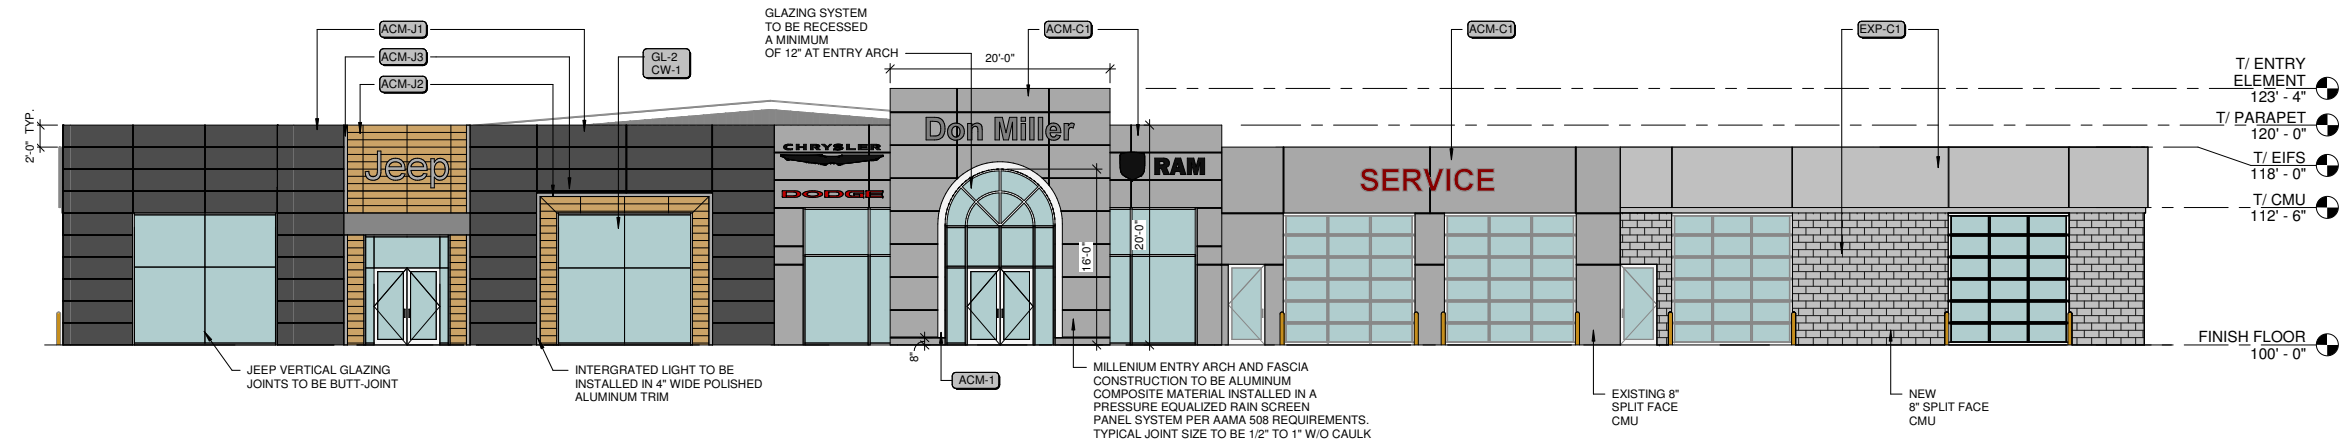 ACM-J1
ACM-J3
ACM-J2
GL-2
CW-1
GLAZING SYSTEM
TO BE RECESSED
A MINIMUM
OF 12" AT ENTRY ARCH
20'-0"
ACM-C1
ACM-C1
EXP-C1
T/ ENTRY
ELEMENT
123' - 4"
T/ PARAPET
120' - 0"
T/ EIFS
118' - 0"
T/ CMU
112' - 6"
FINISH FLOOR
100' - 0"
2'-0" TYP.
Jeep
CHRYSLER
DODGE
Don Miller
RAM
SERVICE
16'-0"
20'-0"
8"
ACM-1
JEEP VERTICAL GLAZING
JOINTS TO BE BUTT-JOINT
INTERGRATED LIGHT TO BE
INSTALLED IN 4" WIDE POLISHED
ALUMINUM TRIM
MILLENIUM ENTRY ARCH AND FASCIA
CONSTRUCTION TO BE ALUMINUM
COMPOSITE MATERIAL INSTALLED IN A
PRESSURE EQUALIZED RAIN SCREEN
PANEL SYSTEM PER AAMA 508 REQUIREMENTS.
TYPICAL JOINT SIZE TO BE 1/2" TO 1" W/O CAULK
EXISTING 8"
SPLIT FACE
CMU
NEW
8" SPLIT FACE
CMU